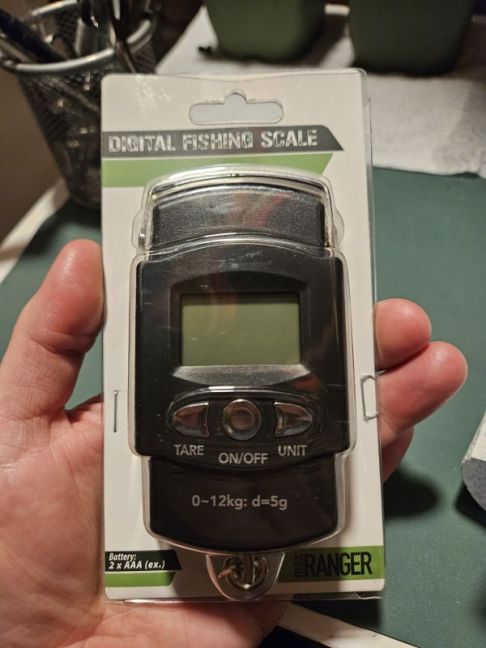 DIGITAL FISHING SCALE
TARE
ON/OFF
UNIT
0~12kg: d=5g
Battery:
2 x AAA (ex.)
RANGER